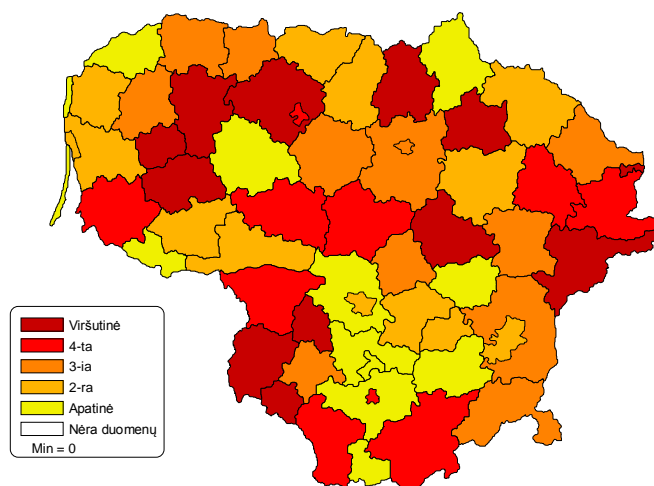 Viršutinė
4-ta
3-ia
2-ra
Apatinė
Nėra duomenų
Min = 0